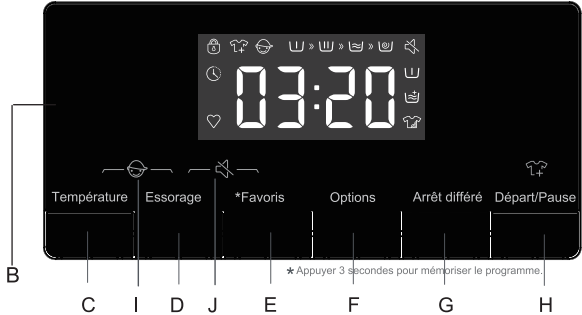 03:20
Température Essorage *Favoris Options Arrêt différé Départ/Pause
* Appuyer 3 secondes pour mémoriser le programme.
B
C I D J E F G H